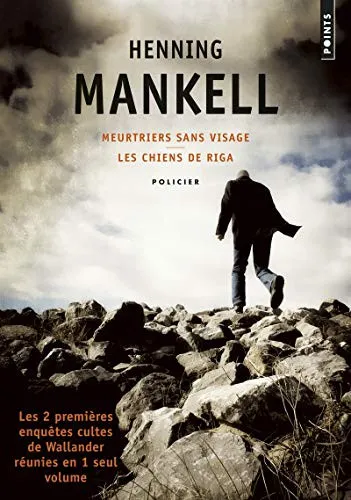 POINTS
HENNING
MANKELL
MEURTRIERS SANS VISAGE
LES CHIENS DE RIGA
POLICIER
Les 2 premières
enquêtes cultes
de Wallander
réunies en 1 seul
volume